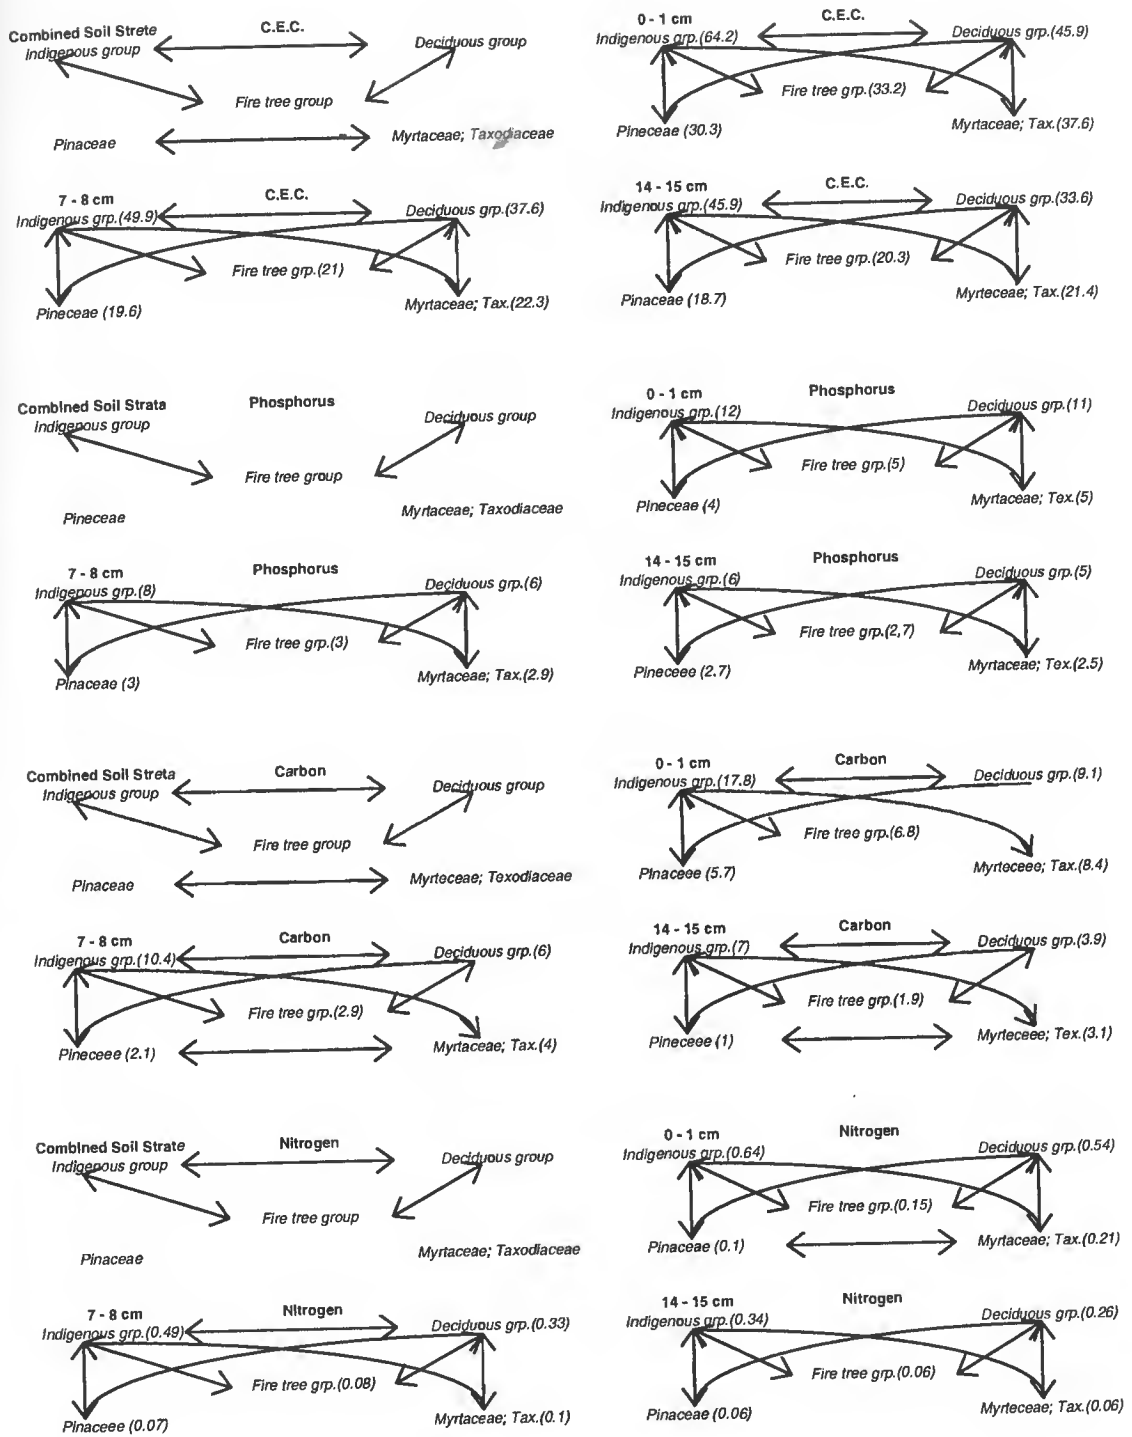 Combined Soil Strete
C.E.C.
Indigenous group
Deciduous group
Fire tree group
Pinaceae
Myrtaceae; Taxodiaceae
0 - 1 cm
C.E.C.
Indigenous grp.(64.2)
Deciduous grp.(45.9)
Fire tree grp.(33.2)
Pineceae (30.3)
Myrtaceae; Tax.(37.6)
7 - 8 cm
C.E.C.
Indigenous grp.(49.9)
Deciduous grp.(37.6)
Fire tree grp.(21)
Pineceae (19.6)
Myrtaceae; Tax.(22.3)
14 - 15 cm
C.E.C.
Indigenous grp.(45.9)
Deciduous grp.(33.6)
Fire tree grp.(20.3)
Pinaceae (18.7)
Myrteceae; Tax.(21.4)
Combined Soil Strata
Phosphorus
Indigenous group
Deciduous group
Fire tree group
Pineceae
Myrtaceae; Taxodiaceae
0 - 1 cm
Phosphorus
Indigenous grp.(12)
Deciduous grp.(11)
Fire tree grp.(5)
Pineceae (4)
Myrtaceae; Tex.(5)
7 - 8 cm
Phosphorus
Indigenous grp.(8)
Deciduous grp.(6)
Fire tree grp.(3)
Pinaceae (3)
Myrtaceae; Tax.(2.9)
14 - 15 cm
Phosphorus
Indigenous grp.(6)
Deciduous grp.(5)
Fire tree grp.(2,7)
Pineceee (2.7)
Myrtaceae; Tex.(2.5)
Combined Soil Streta
Carbon
Indigenous group
Deciduous group
Fire tree group
Pinaceae
Myrteceae; Texodiaceae
0 - 1 cm
Carbon
Indigenous grp.(17.8)
Deciduous grp.(9.1)
Fire tree grp.(6.8)
Pinaceee (5.7)
Myrteceee; Tax.(8.4)
7 - 8 cm
Carbon
Indigenous grp.(10.4)
Deciduous grp.(6)
Fire tree grp.(2.9)
Pineceee (2.1)
Myrtaceae; Tax.(4)
14 - 15 cm
Carbon
Indigenous grp.(7)
Deciduous grp.(3.9)
Fire tree grp.(1.9)
Pineceee (1)
Myrteceee; Tex.(3.1)
Combined Soil Strate
Nitrogen
Indigenous group
Deciduous group
Fire tree group
Pinaceae
Myrtaceae; Taxodiaceae
0 - 1 cm
Nitrogen
Indigenous grp.(0.64)
Deciduous grp.(0.54)
Fire tree grp.(0.15)
Pinaceae (0.1)
Myrtaceae; Tax.(0.21)
7 - 8 cm
Nitrogen
Indigenous grp.(0.49)
Deciduous grp.(0.33)
Fire tree grp.(0.08)
Pinaceee (0.07)
Myrtaceae; Tax.(0.1)
14 - 15 cm
Nitrogen
Indigenous grp.(0.34)
Deciduous grp.(0.26)
Fire tree grp.(0.06)
Pinaceae (0.06)
Myrteceae; Tax.(0.06)